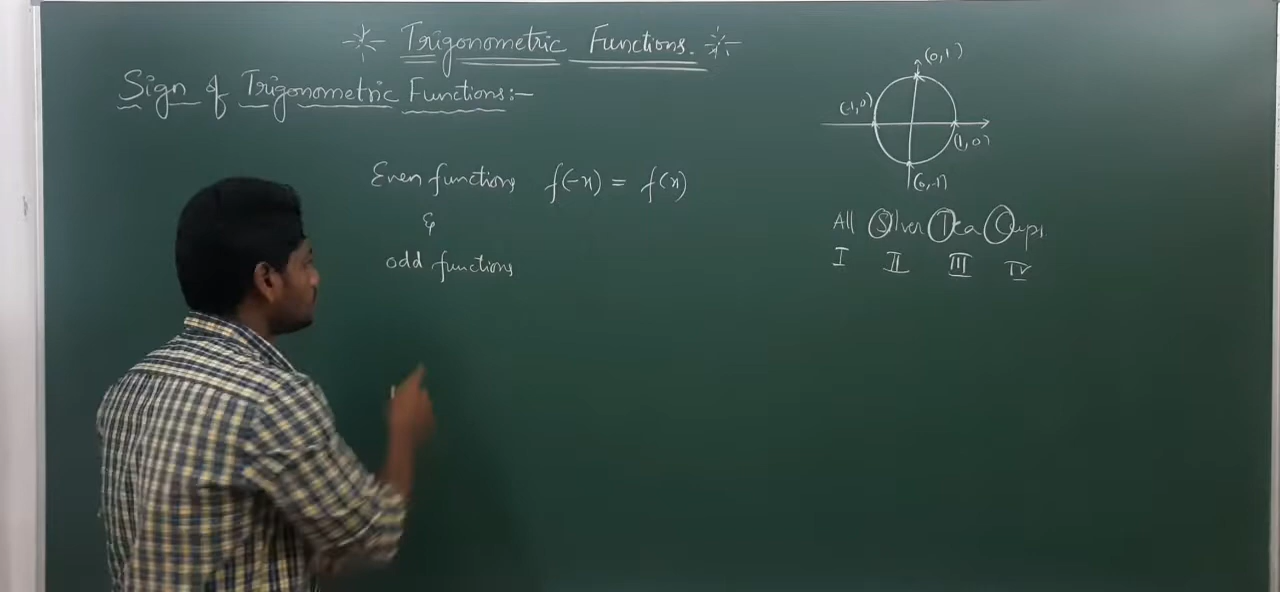 Trigonometric Functions.
Sign of Trigonometric Functions:-
Even functions f(-x) = f(x)
&
odd functions
(0,1)
(-1,0)
(1,0)
(0,-1)
All Silver Tea Cups.
I II III IV